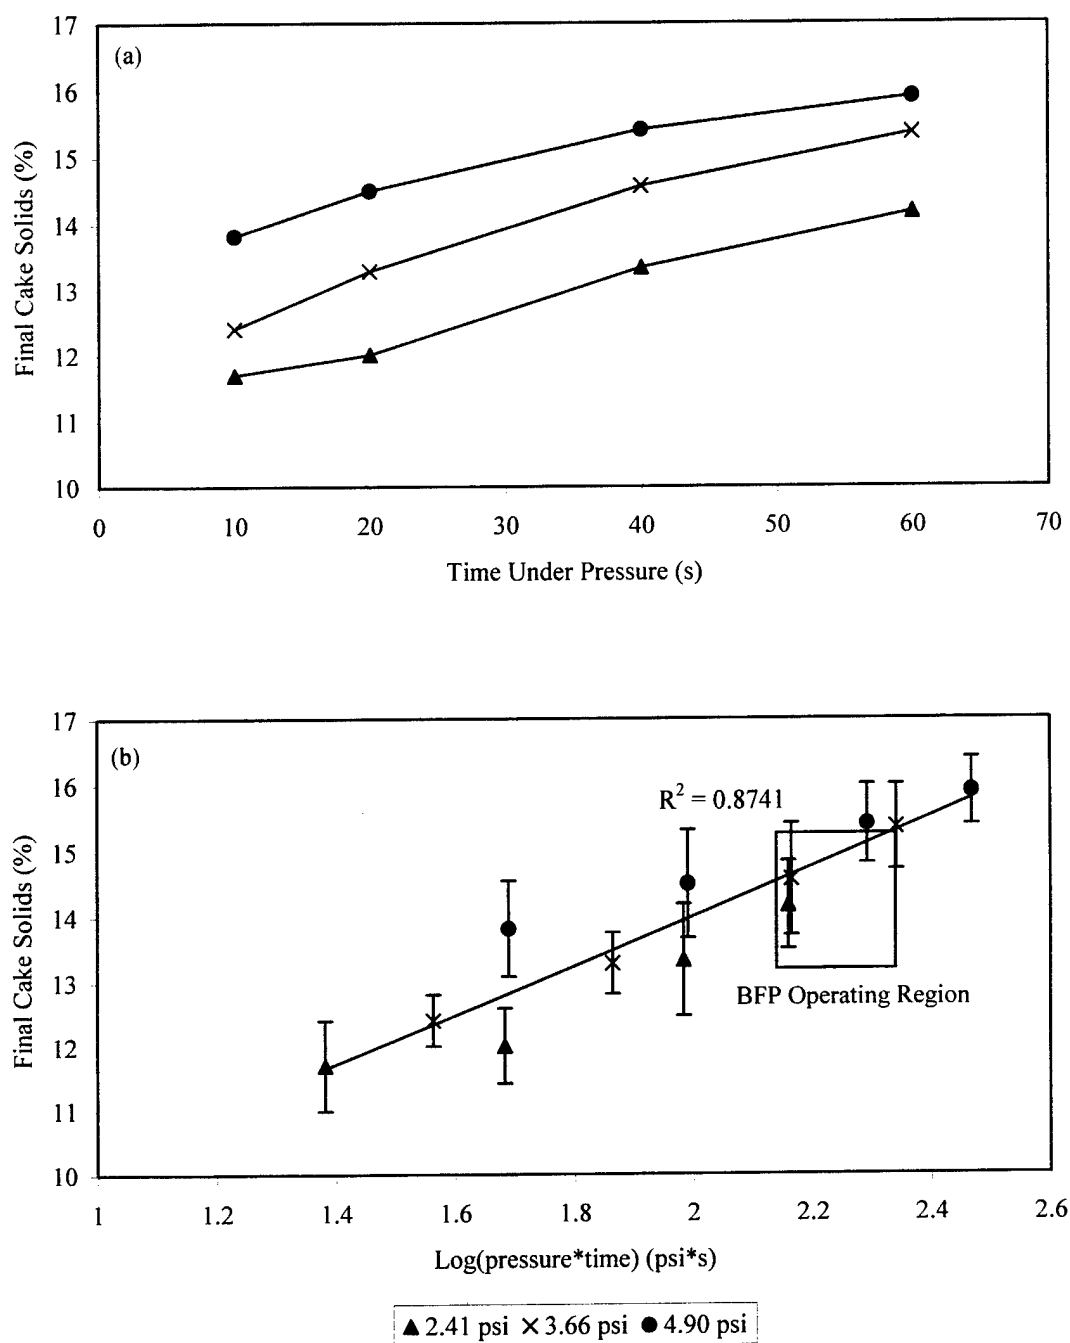 17
(a)
16
15
14
13
12
11
10
Final Cake Solids (%)
0 10 20 30 40 50 60 70
Time Under Pressure (s)
17
(b)
16
R² = 0.8741
15
14
13
BFP Operating Region
12
11
10
Final Cake Solids (%)
1 1.2 1.4 1.6 1.8 2 2.2 2.4 2.6
Log(pressure*time) (psi*s)
▲ 2.41 psi × 3.66 psi ● 4.90 psi